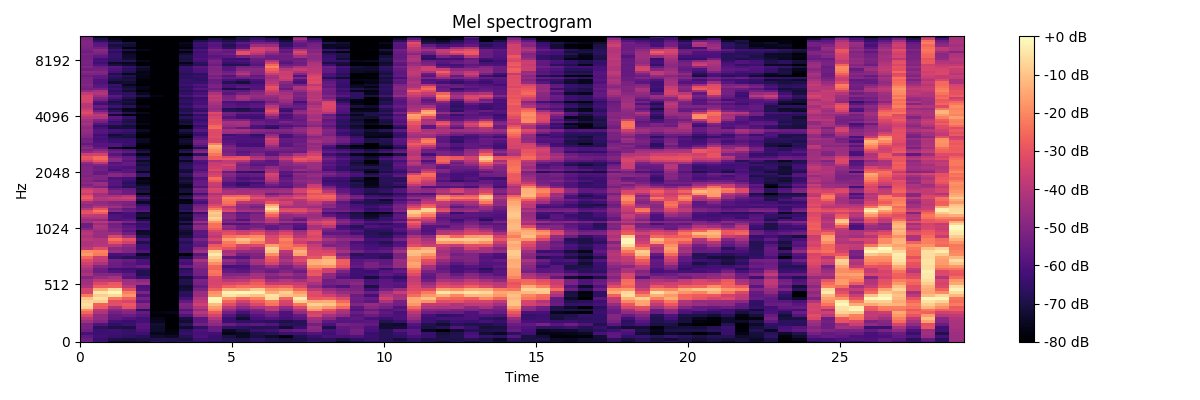 Mel spectrogram
+0 dB
8192
-10 dB
-20 dB
4096
-30 dB
2048
-40 dB
Hz
1024
-50 dB
-60 dB
512
-70 dB
0
-80 dB
0 5 10 15 20 25
Time